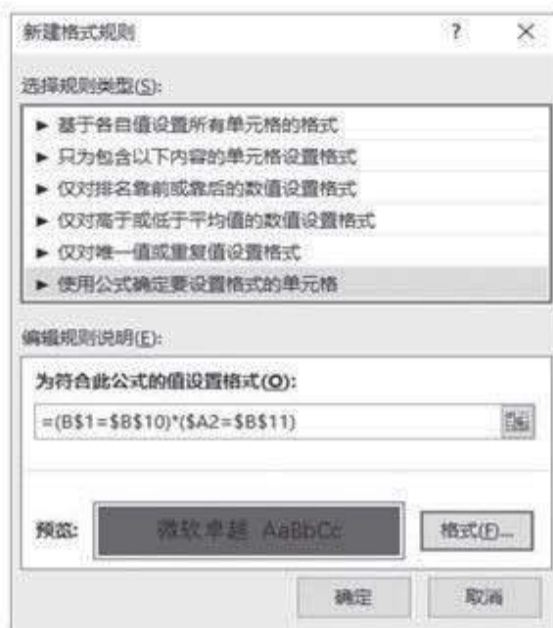 新建格式规则 ? ×
选择规则类型(S):
► 基于各自值设置所有单元格的格式
► 只为包含以下内容的单元格设置格式
► 仅对排名靠前或靠后的数值设置格式
► 仅对高于或低于平均值的数值设置格式
► 仅对唯一值或重复值设置格式
► 使用公式确定要设置格式的单元格
编辑规则说明(E):
为符合此公式的值设置格式(O):
=(B$1=$B$10)*($A2=$B$11)
预览: 微软卓越 AaBbCc 格式(F)...
确定 取消